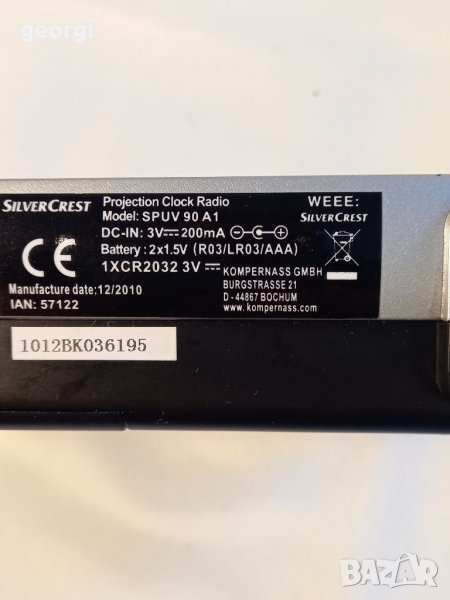 georgi
SILVERCREST
Projection Clock Radio
Model: SPUV 90 A1
DC-IN: 3V 200mA
Battery : 2x1.5V (R03/LR03/AAA)
1XCR2032 3V
WEEE:
SILVERCREST
CE
Manufacture date:12/2010
IAN: 57122
KOMPERNASS GMBH
BURGSTRASSE 21
D - 44867 BOCHUM
www.kompernass.com
1012BK036195
BAZAR